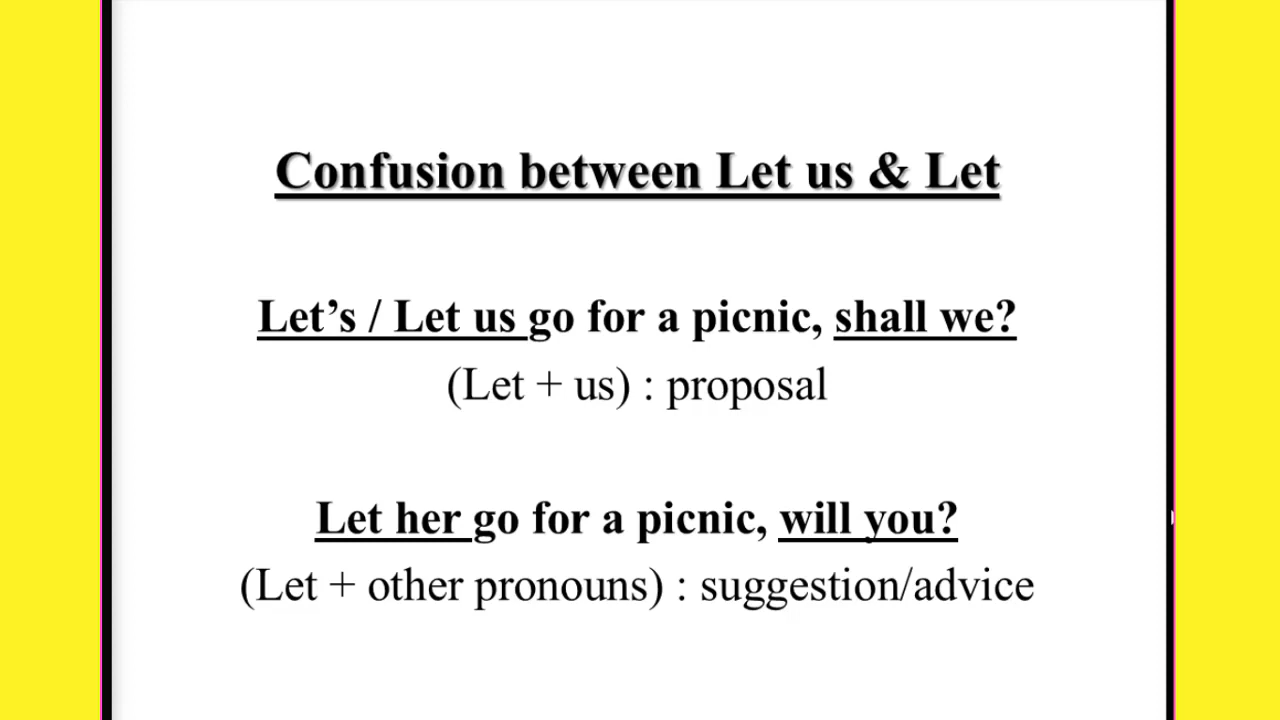 Confusion between Let us & Let
Let’s / Let us go for a picnic, shall we?
(Let + us) : proposal
Let her go for a picnic, will you?
(Let + other pronouns) : suggestion/advice